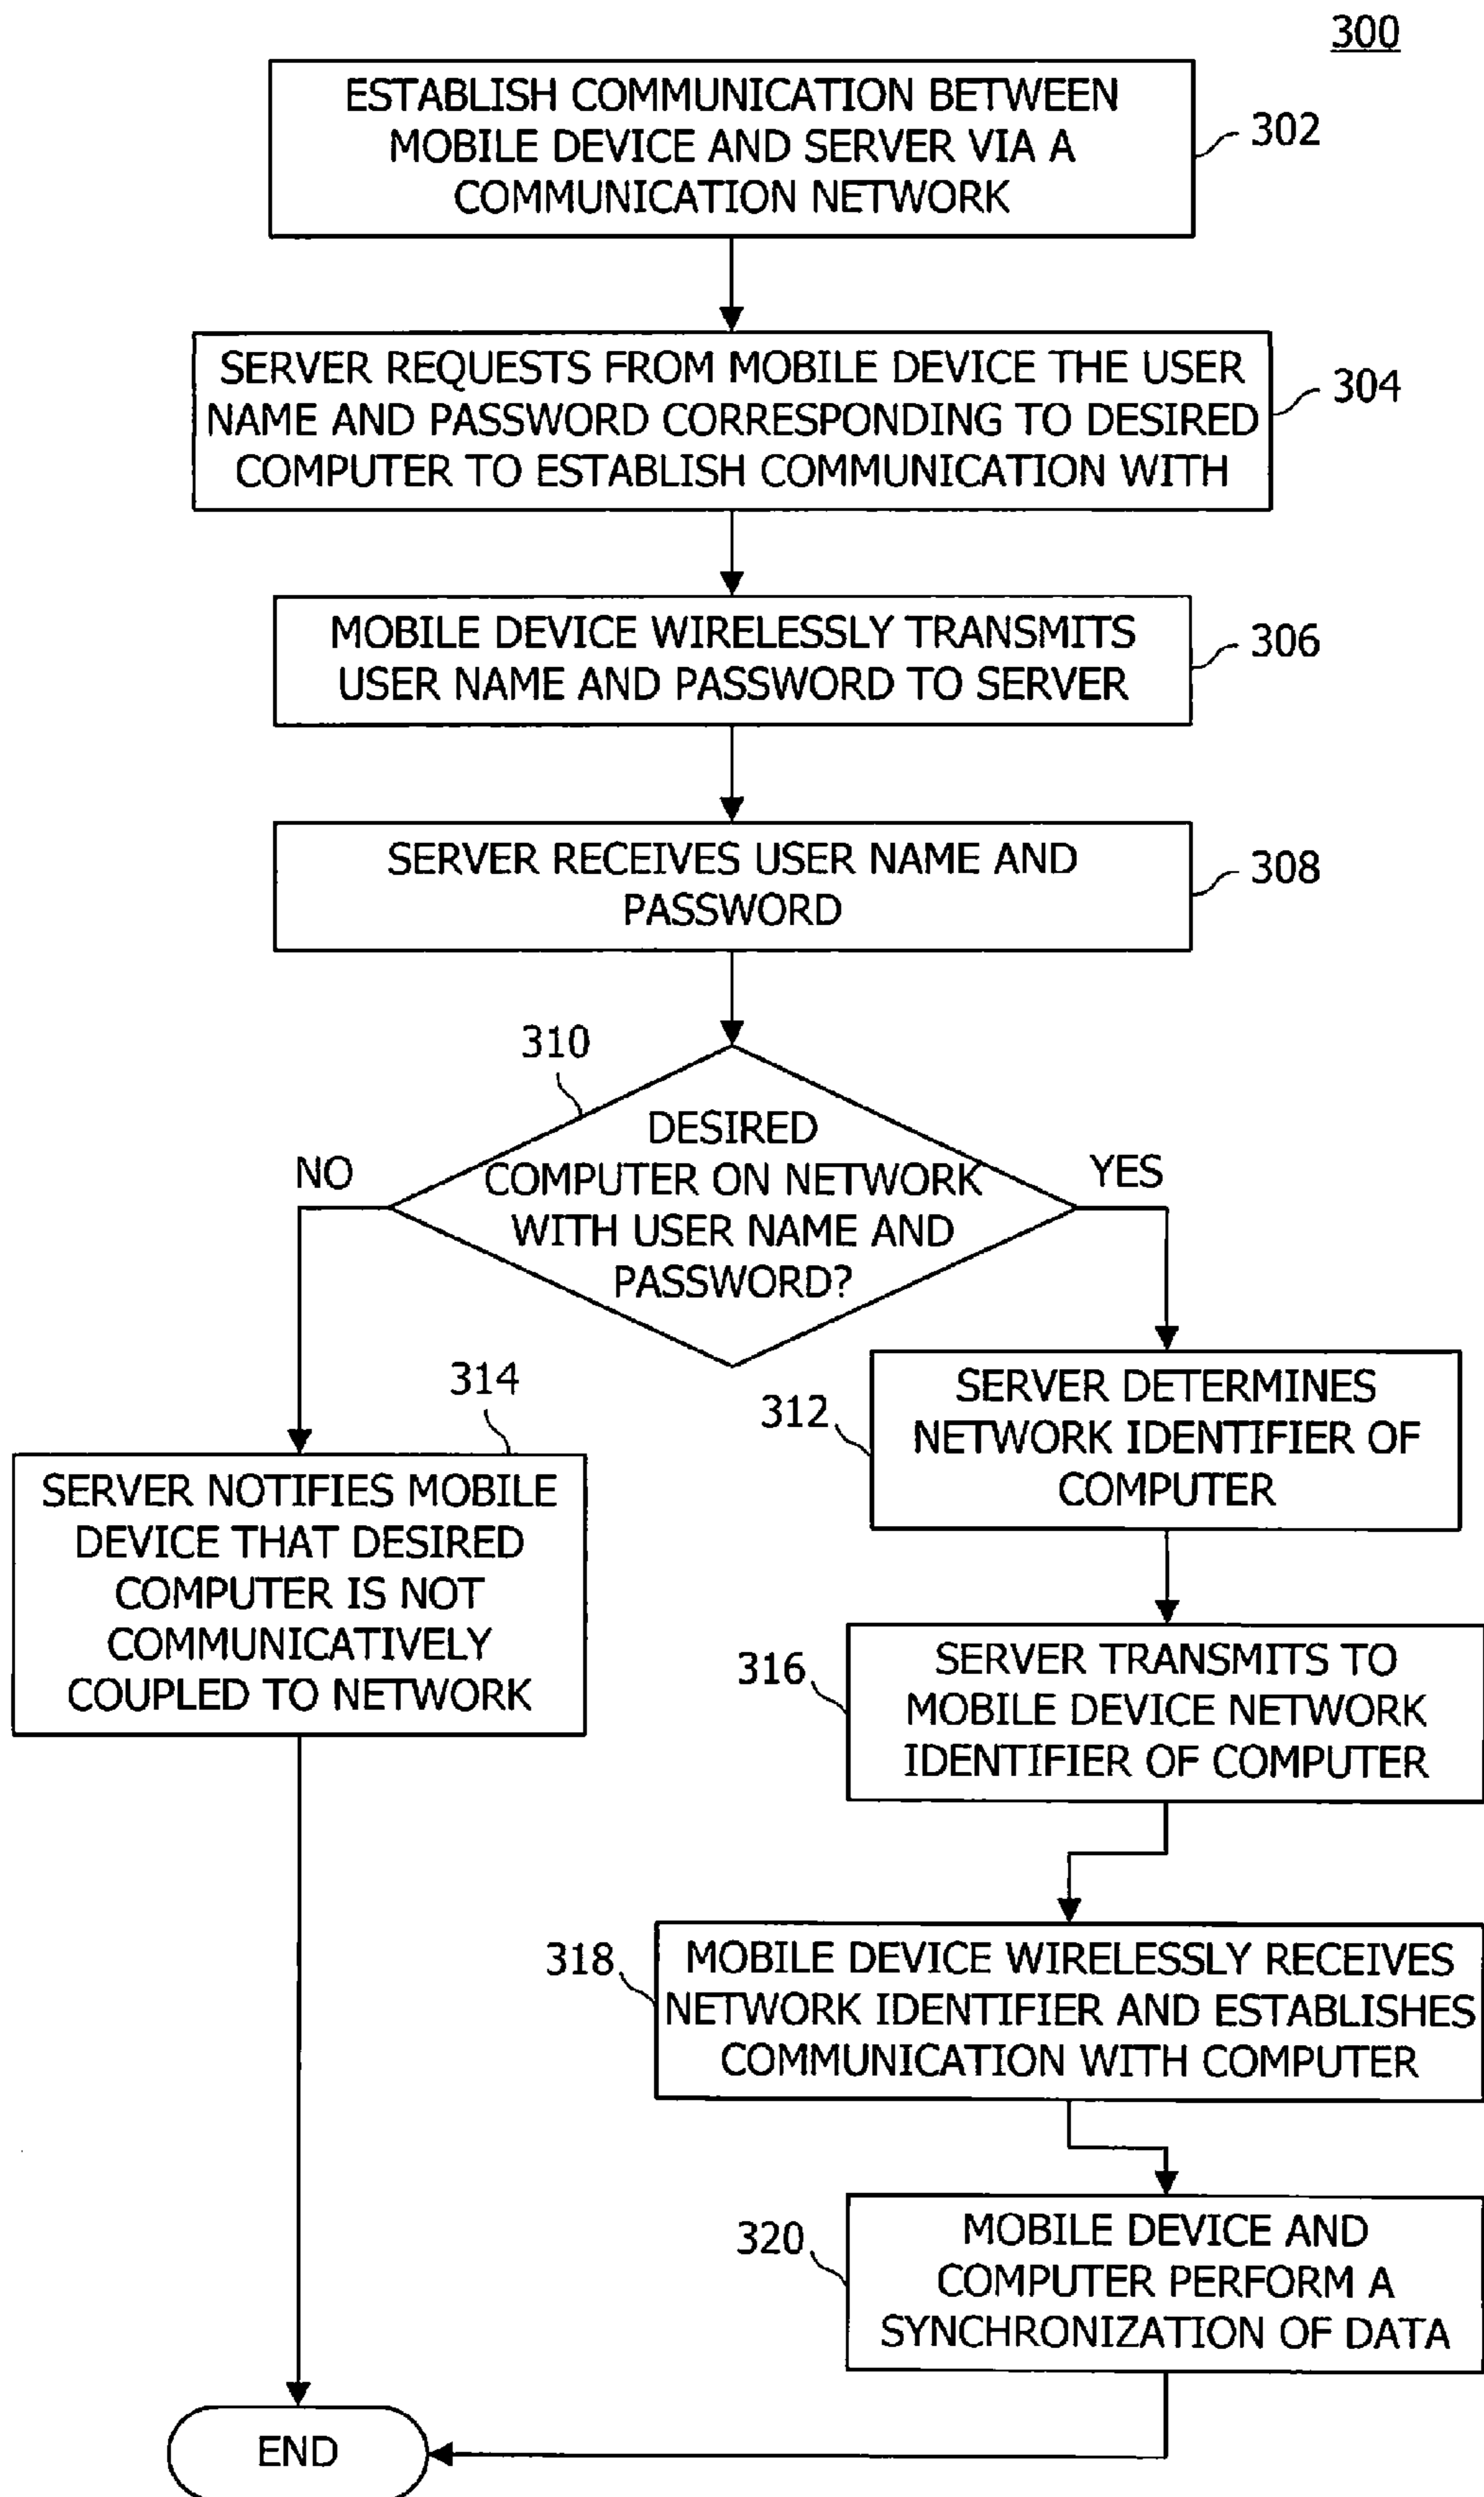 300
ESTABLISH COMMUNICATION BETWEEN
MOBILE DEVICE AND SERVER VIA A
COMMUNICATION NETWORK
302
SERVER REQUESTS FROM MOBILE DEVICE THE USER
NAME AND PASSWORD CORRESPONDING TO DESIRED
COMPUTER TO ESTABLISH COMMUNICATION WITH
304
MOBILE DEVICE WIRELESSLY TRANSMITS
USER NAME AND PASSWORD TO SERVER
306
SERVER RECEIVES USER NAME AND
PASSWORD
308
310
DESIRED
COMPUTER ON NETWORK
WITH USER NAME AND
PASSWORD?
NO
YES
314
SERVER NOTIFIES MOBILE
DEVICE THAT DESIRED
COMPUTER IS NOT
COMMUNICATIVELY
COUPLED TO NETWORK
312
SERVER DETERMINES
NETWORK IDENTIFIER OF
COMPUTER
316
SERVER TRANSMITS TO
MOBILE DEVICE NETWORK
IDENTIFIER OF COMPUTER
318
MOBILE DEVICE WIRELESSLY RECEIVES
NETWORK IDENTIFIER AND ESTABLISHES
COMMUNICATION WITH COMPUTER
320
MOBILE DEVICE AND
COMPUTER PERFORM A
SYNCHRONIZATION OF DATA
END